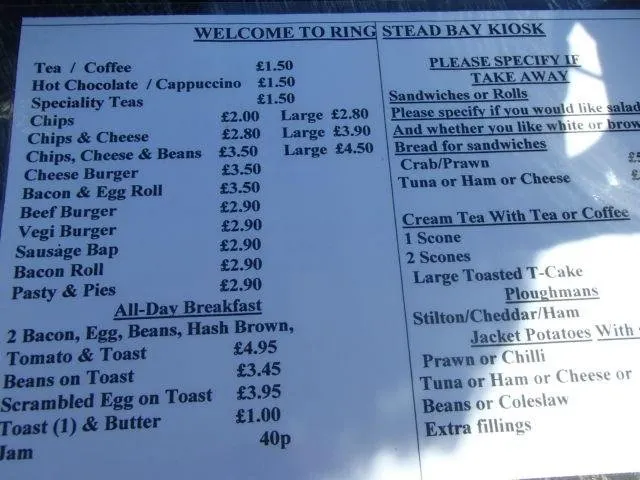 WELCOME TO RING STEAD BAY KIOSK
Tea / Coffee £1.50
Hot Chocolate / Cappuccino £1.50
Speciality Teas £1.50
Chips £2.00 Large £2.80
Chips & Cheese £2.80 Large £3.90
Chips, Cheese & Beans £3.50 Large £4.50
Cheese Burger £3.50
Bacon & Egg Roll £3.50
Beef Burger £2.90
Vegi Burger £2.90
Sausage Bap £2.90
Bacon Roll £2.90
Pasty & Pies £2.90
All-Day Breakfast
2 Bacon, Egg, Beans, Hash Brown,
Tomato & Toast £4.95
Beans on Toast £3.45
Scrambled Egg on Toast £3.95
Toast (1) & Butter £1.00
Jam 40p
PLEASE SPECIFY IF
TAKE AWAY
Sandwiches or Rolls
Please specify if you would like salad
And whether you like white or brow
Bread for sandwiches
Crab/Prawn
Tuna or Ham or Cheese
Cream Tea With Tea or Coffee
1 Scone
2 Scones
Large Toasted T-Cake
Ploughmans
Stilton/Cheddar/Ham
Jacket Potatoes With
Prawn or Chilli
Tuna or Ham or Cheese or
Beans or Coleslaw
Extra fillings